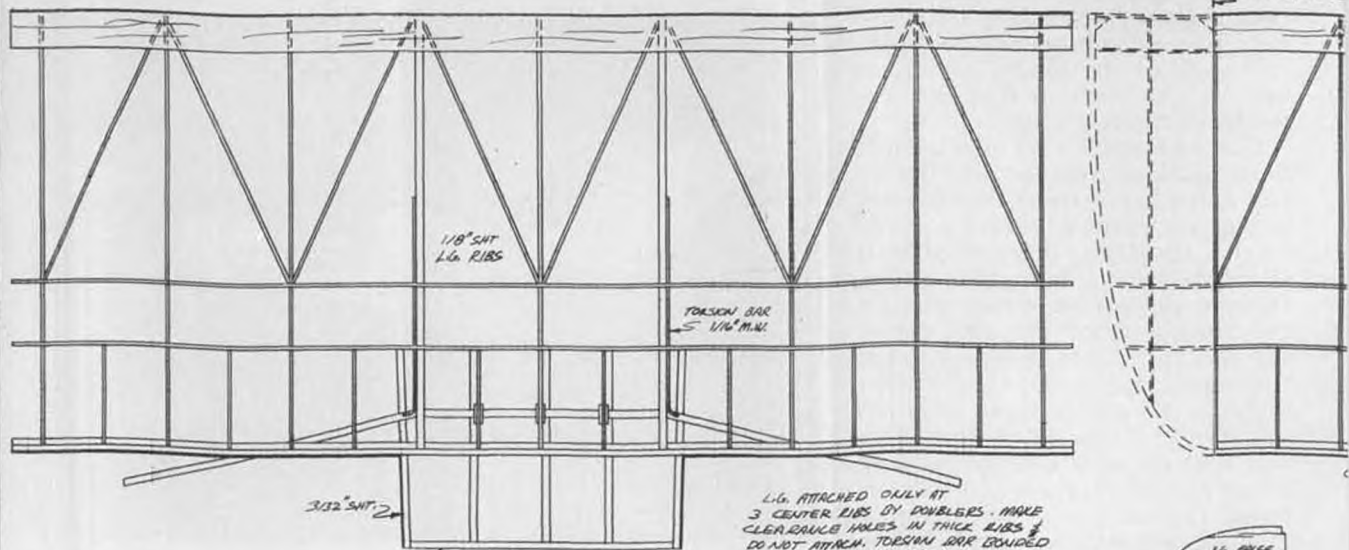 1/8" SHT
L.G. RIBS
TORSION BAR
1/16" M.W.
3/32" SHT.
L.G. ATTACHED ONLY AT
3 CENTER RIBS BY DOUBLERS. MAKE
CLEARANCE HOLES IN THICK RIBS &
DO NOT ATTACH. TORSION BAR BONDED